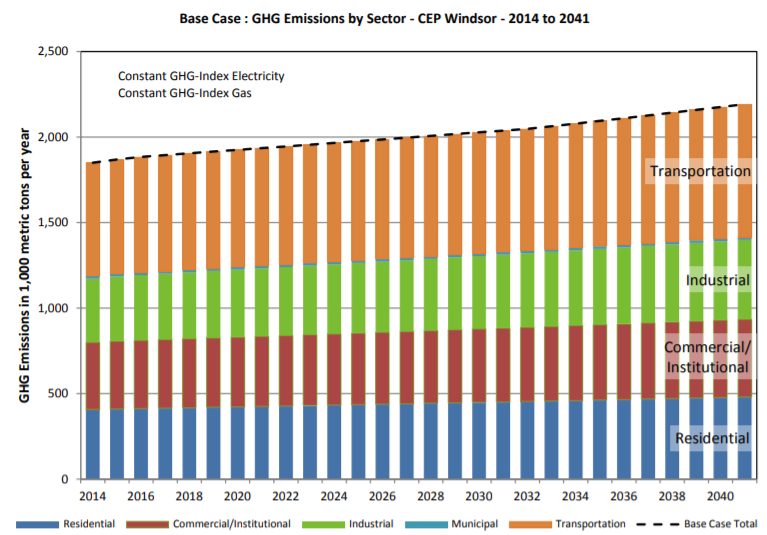 Base Case : GHG Emissions by Sector - CEP Windsor - 2014 to 2041
2,500
Constant GHG-Index Electricity
Constant GHG-Index Gas
2,000
Transportation
1,500
Industrial
1,000
Commercial/
Institutional
500
Residential
0
GHG Emissions in 1,000 metric tons per year
2014 2016 2018 2020 2022 2024 2026 2028 2030 2032 2034 2036 2038 2040
Residential Commercial/Institutional Industrial Municipal Transportation Base Case Total